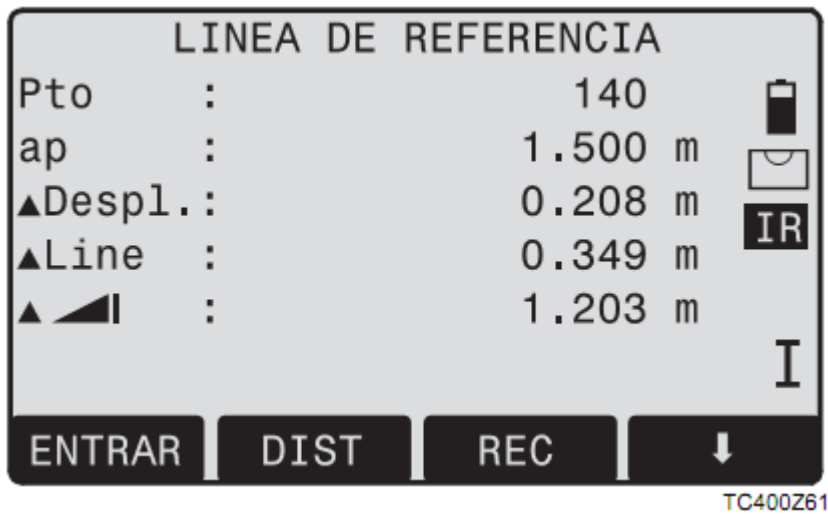 LINEA DE REFERENCIA
Pto : 140
ap : 1.500 m
▲Despl.: 0.208 m
▲Line : 0.349 m
▲ : 1.203 m
IR
I
ENTRAR DIST REC ⬇
TC400Z61